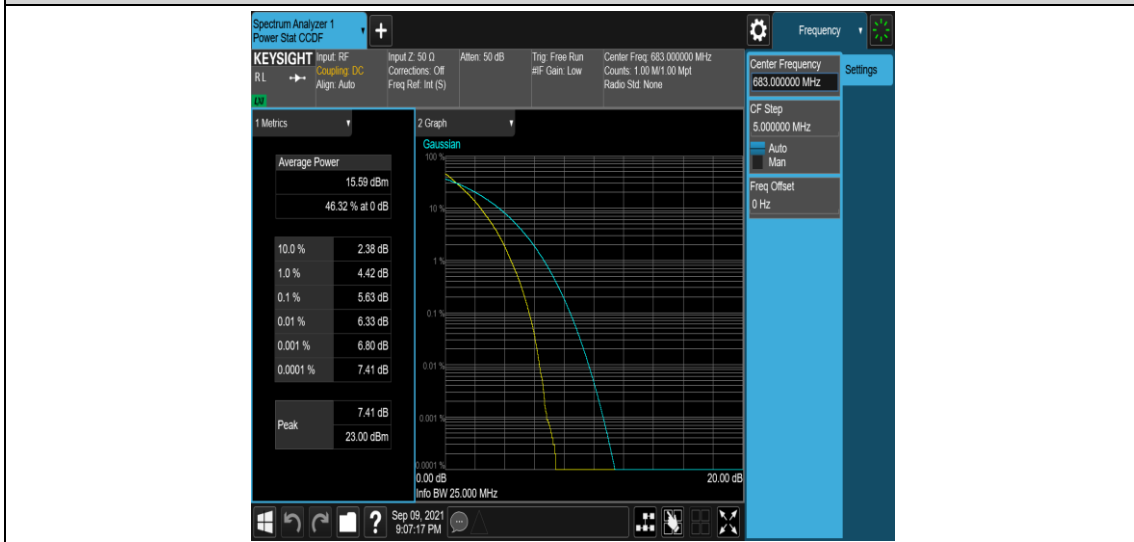 Spectrum Analyzer 1
Power Stat CCDF
Frequency
KEYSIGHT
RL
LXI
Input: RF
Coupling: DC
Align: Auto
Input Z: 50 Ω
Corrections: Off
Freq Ref: Int (S)
Atten: 50 dB
Trig: Free Run
#IF Gain: Low
Center Freq: 683.000000 MHz
Counts: 1.00 M/1.00 Mpt
Radio Std: None
Center Frequency
683.000000 MHz
Settings
CF Step
5.000000 MHz
Auto
Man
Freq Offset
0 Hz
1 Metrics
Average Power
15.59 dBm
46.32 % at 0 dB
10.0 % 2.38 dB
1.0 % 4.42 dB
0.1 % 5.63 dB
0.01 % 6.33 dB
0.001 % 6.80 dB
0.0001 % 7.41 dB
Peak
7.41 dB
23.00 dBm
2 Graph
Gaussian
100 %
10 %
1 %
0.1 %
0.01 %
0.001 %
0.0001 %
0.00 dB 20.00 dB
Info BW 25.000 MHz
?
Sep 09, 2021
9:07:17 PM